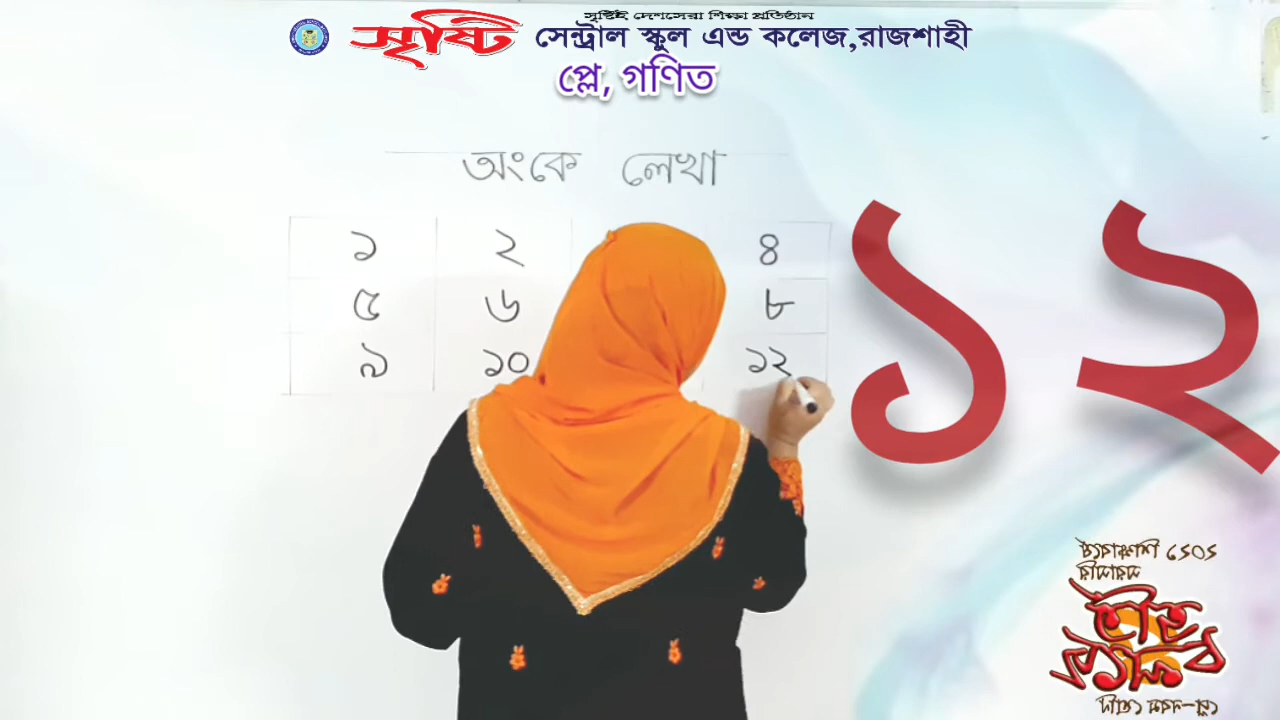 সৃষ্টিই দেশসেরা শিক্ষা প্রতিষ্ঠান
সৃষ্টি সেন্ট্রাল স্কুল এন্ড কলেজ,রাজশাহী
প্লে, গণিত
অংকে লেখা
১ ২ ৪
৫ ৬ ৮
৯ ১০ ১২
১২